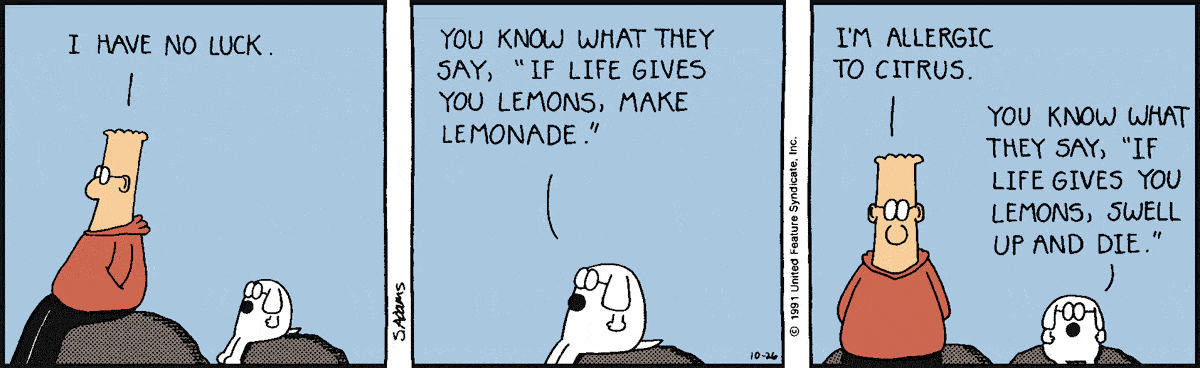 I HAVE NO LUCK.
S.Adams
YOU KNOW WHAT THEY
SAY, "IF LIFE GIVES
YOU LEMONS, MAKE
LEMONADE."
10-26
© 1991 United Feature Syndicate, Inc.
I'M ALLERGIC
TO CITRUS.
YOU KNOW WHAT
THEY SAY, "IF
LIFE GIVES YOU
LEMONS, SWELL
UP AND DIE."